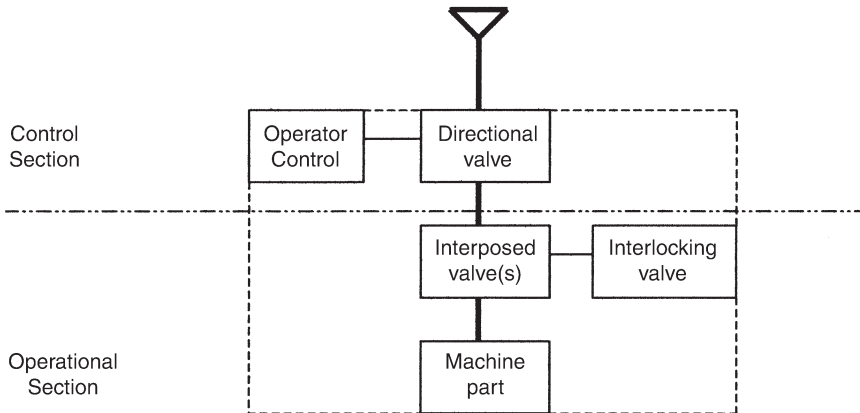 Control
Section
Operator
Control
Directional
valve
Interposed
valve(s)
Interlocking
valve
Operational
Section
Machine
part